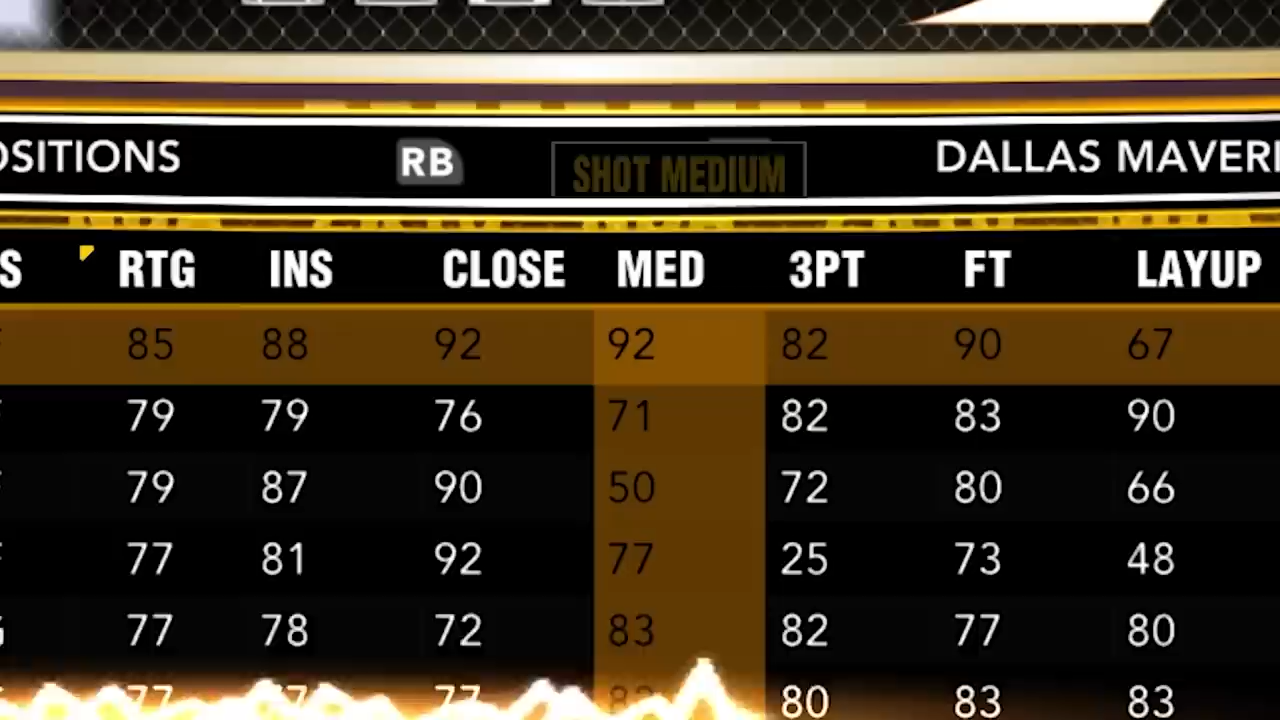 OSITIONS RB SHOT MEDIUM DALLAS MAVERI
S RTG INS CLOSE MED 3PT FT LAYUP
85 88 92 92 82 90 67
79 79 76 71 82 83 90
79 87 90 50 72 80 66
77 81 92 77 25 73 48
77 78 72 83 82 77 80
77 77 80 83 83